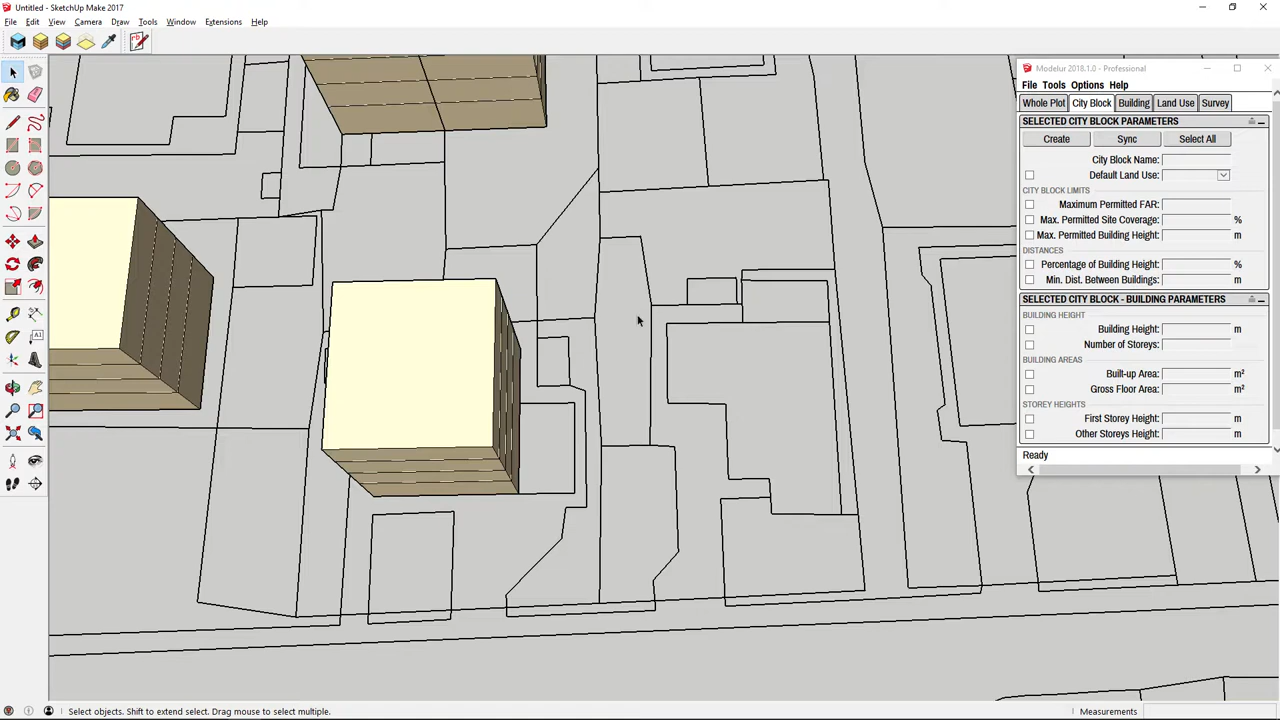 Untitled - SketchUp Make 2017
File Edit View Camera Draw Tools Window Extensions Help
Modelur 2018.1.0 - Professional
File Tools Options Help
Whole Plot City Block Building Land Use Survey
SELECTED CITY BLOCK PARAMETERS
Create Sync Select All
City Block Name:
Default Land Use:
CITY BLOCK LIMITS
Maximum Permitted FAR:
Max. Permitted Site Coverage: %
Max. Permitted Building Height: m
DISTANCES
Percentage of Building Height: %
Min. Dist. Between Buildings: m
SELECTED CITY BLOCK - BUILDING PARAMETERS
BUILDING HEIGHT
Building Height: m
Number of Storeys:
BUILDING AREAS
Built-up Area: m²
Gross Floor Area: m²
STOREY HEIGHTS
First Storey Height: m
Other Storeys Height: m
Ready
Select objects. Shift to extend select. Drag mouse to select multiple.
Measurements